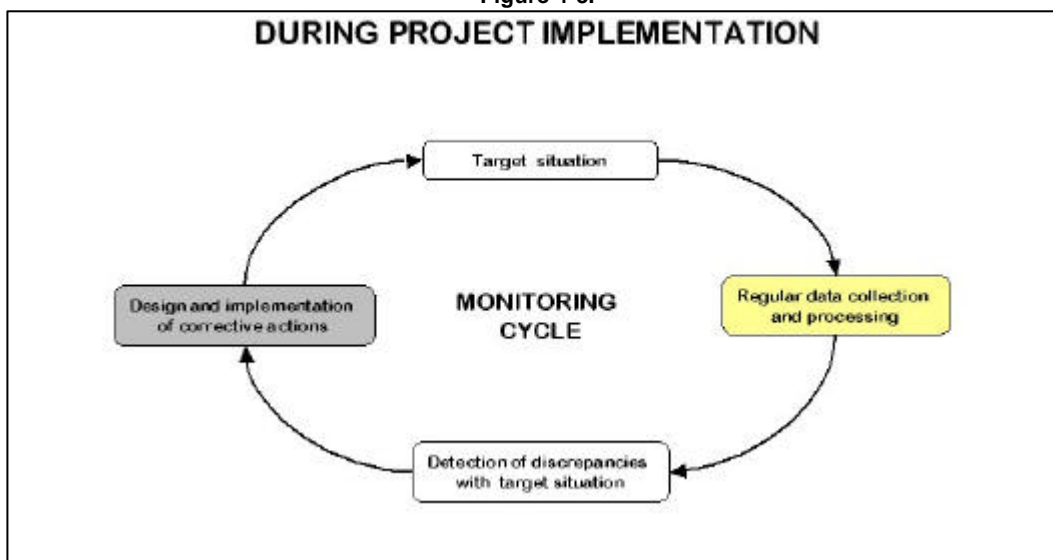 DURING PROJECT IMPLEMENTATION
Target situation
Design and implementation
of corrective actions
MONITORING
CYCLE
Regular data collection
and processing
Detection of discrepancies
with target situation